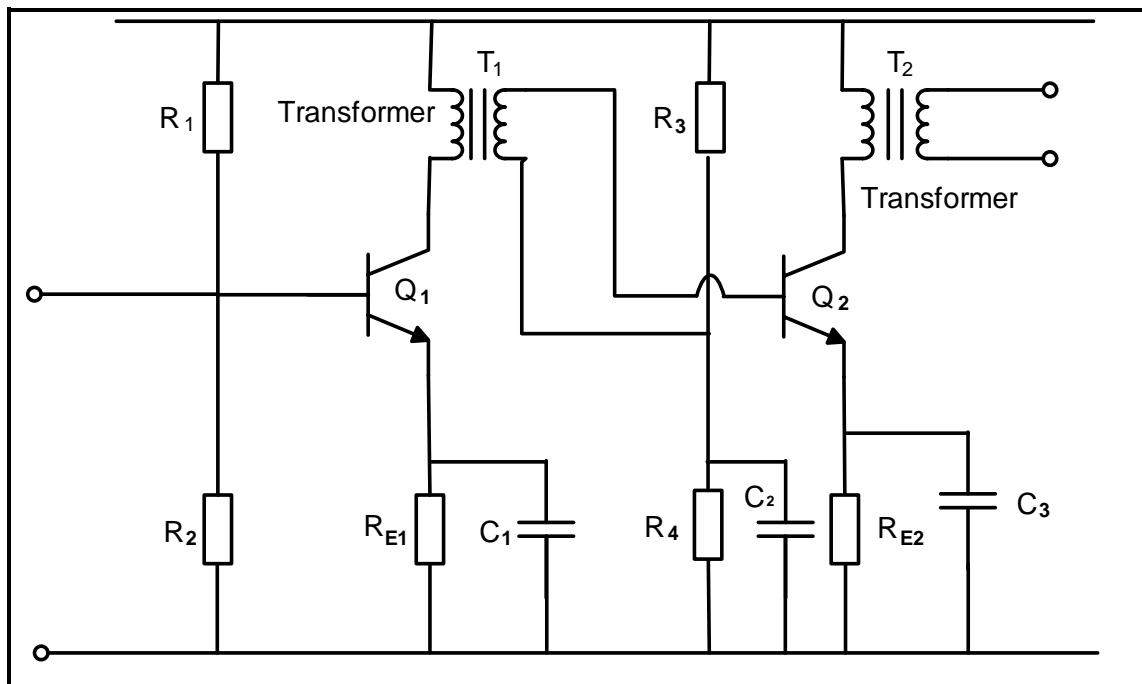 T1
T2
R1
Transformer
R3
Transformer
Q1
Q2
R2
RE1
C1
R4
C2
RE2
C3